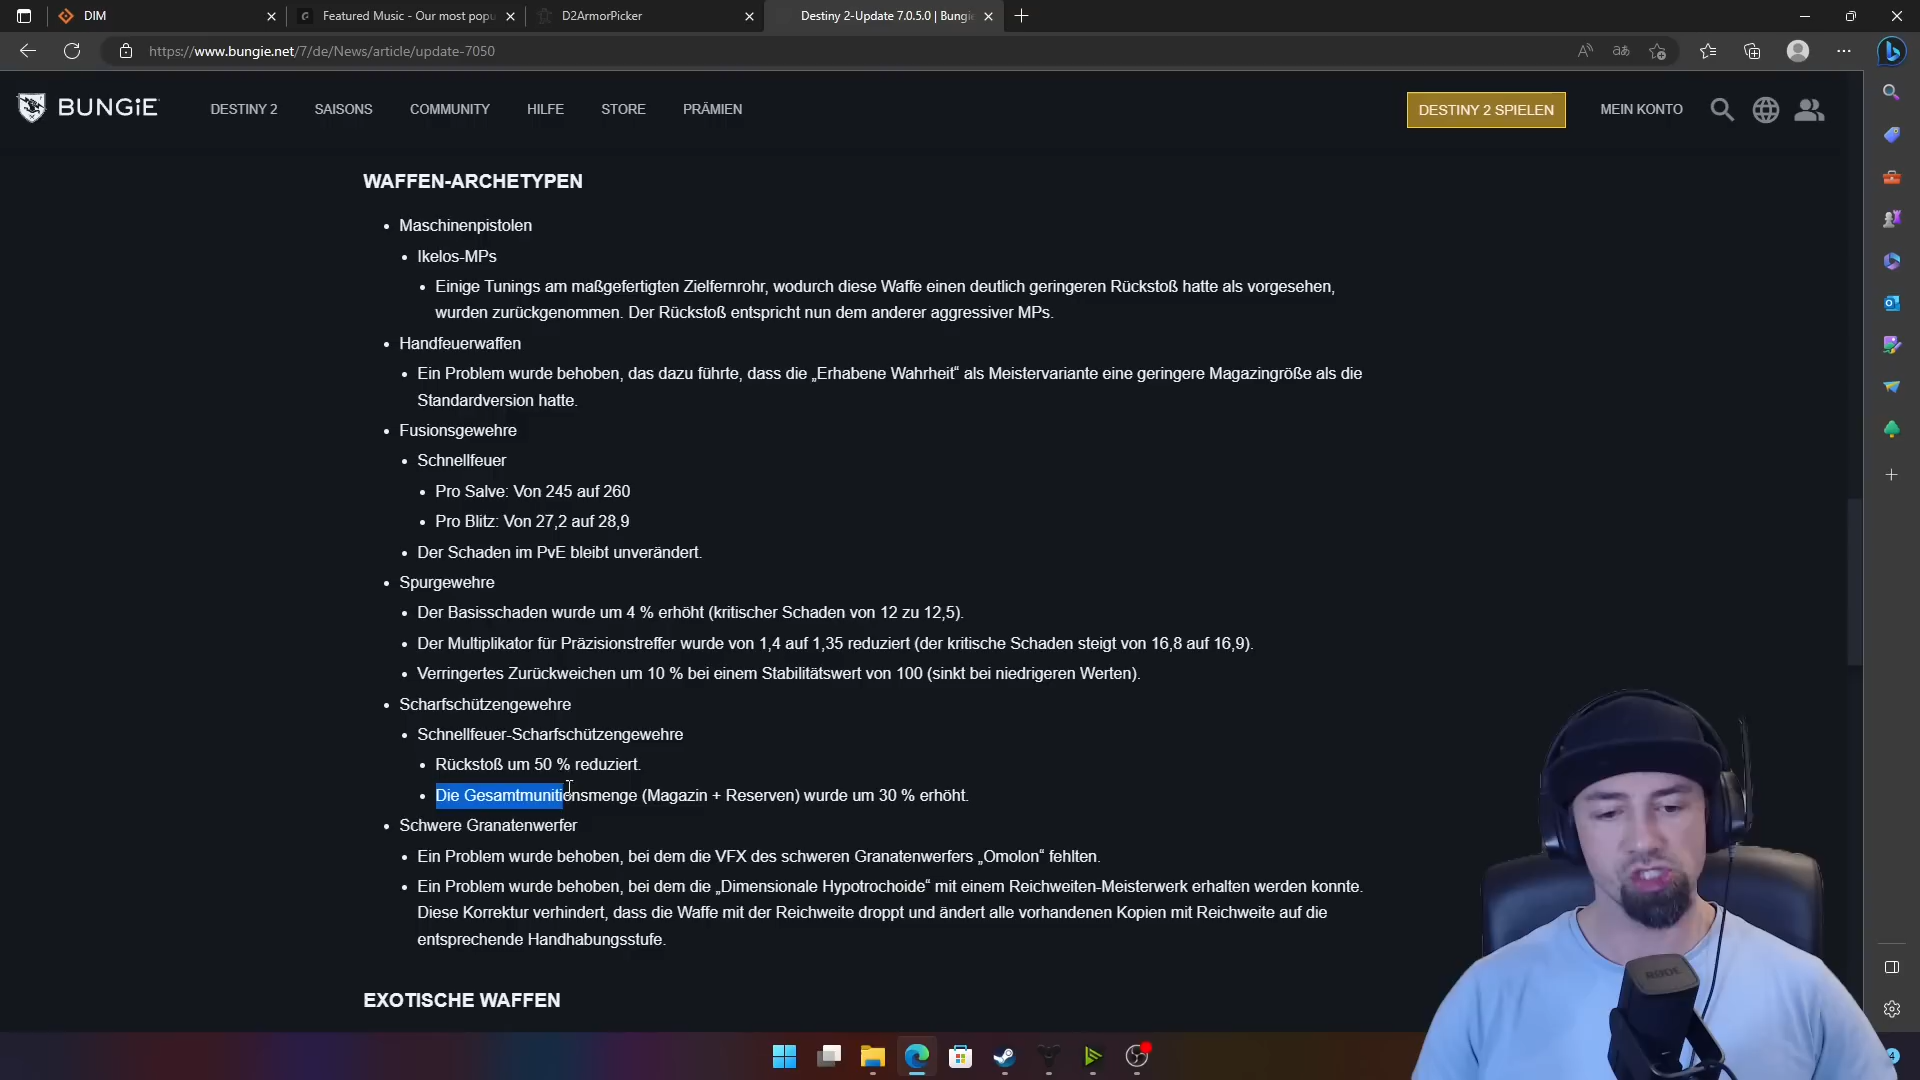 DIM
Featured Music - Our most popu
D2ArmorPicker
Destiny 2-Update 7.0.5.0 | Bungie
https://www.bungie.net/7/de/News/article/update-7050
BUNGiE
DESTINY 2
SAISONS
COMMUNITY
HILFE
STORE
PRÄMIEN
DESTINY 2 SPIELEN
MEIN KONTO
WAFFEN-ARCHETYPEN
• Maschinenpistolen
• Ikelos-MPs
• Einige Tunings am maßgefertigten Zielfernrohr, wodurch diese Waffe einen deutlich geringeren Rückstoß hatte als vorgesehen,
wurden zurückgenommen. Der Rückstoß entspricht nun dem anderer aggressiver MPs.
• Handfeuerwaffen
• Ein Problem wurde behoben, das dazu führte, dass die „Erhabene Wahrheit“ als Meistervariante eine geringere Magazingröße als die
Standardversion hatte.
• Fusionsgewehre
• Schnellfeuer
• Pro Salve: Von 245 auf 260
• Pro Blitz: Von 27,2 auf 28,9
• Der Schaden im PvE bleibt unverändert.
• Spurgewehre
• Der Basisschaden wurde um 4 % erhöht (kritischer Schaden von 12 zu 12,5).
• Der Multiplikator für Präzisionstreffer wurde von 1,4 auf 1,35 reduziert (der kritische Schaden steigt von 16,8 auf 16,9).
• Verringertes Zurückweichen um 10 % bei einem Stabilitätswert von 100 (sinkt bei niedrigeren Werten).
• Scharfschützengewehre
• Schnellfeuer-Scharfschützengewehre
• Rückstoß um 50 % reduziert.
• Die Gesamtmunitionsmenge (Magazin + Reserven) wurde um 30 % erhöht.
• Schwere Granatenwerfer
• Ein Problem wurde behoben, bei dem die VFX des schweren Granatenwerfers „Omolon“ fehlten.
• Ein Problem wurde behoben, bei dem die „Dimensionale Hypotrochoide“ mit einem Reichweiten-Meisterwerk erhalten werden konnte.
Diese Korrektur verhindert, dass die Waffe mit der Reichweite droppt und ändert alle vorhandenen Kopien mit Reichweite auf die
entsprechende Handhabungsstufe.
EXOTISCHE WAFFEN
RØDE
4